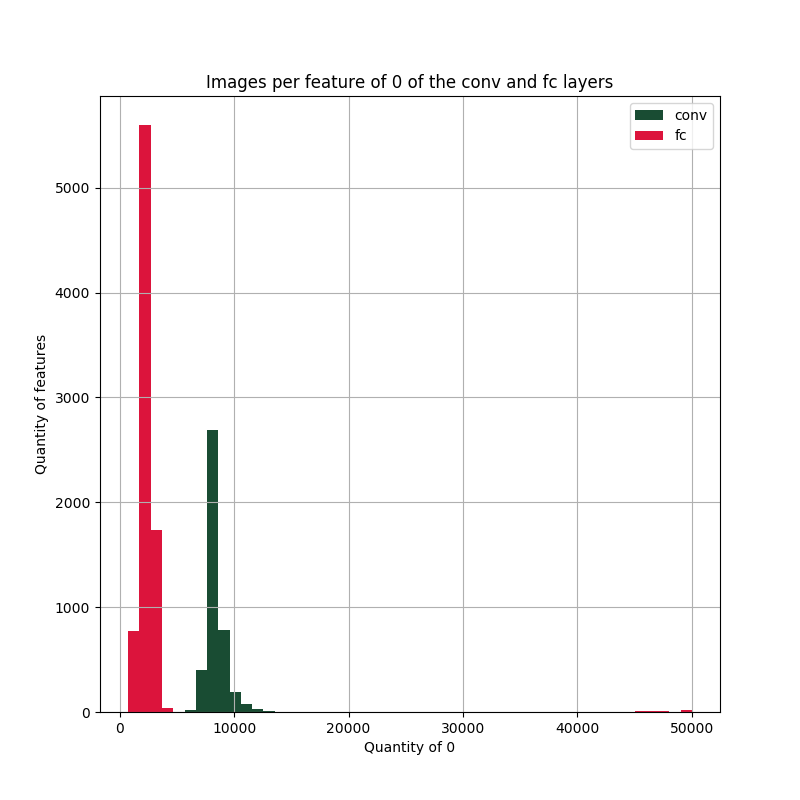 Images per feature of 0 of the conv and fc layers
conv
fc
Quantity of features
5000
4000
3000
2000
1000
0
0 10000 20000 30000 40000 50000
Quantity of 0